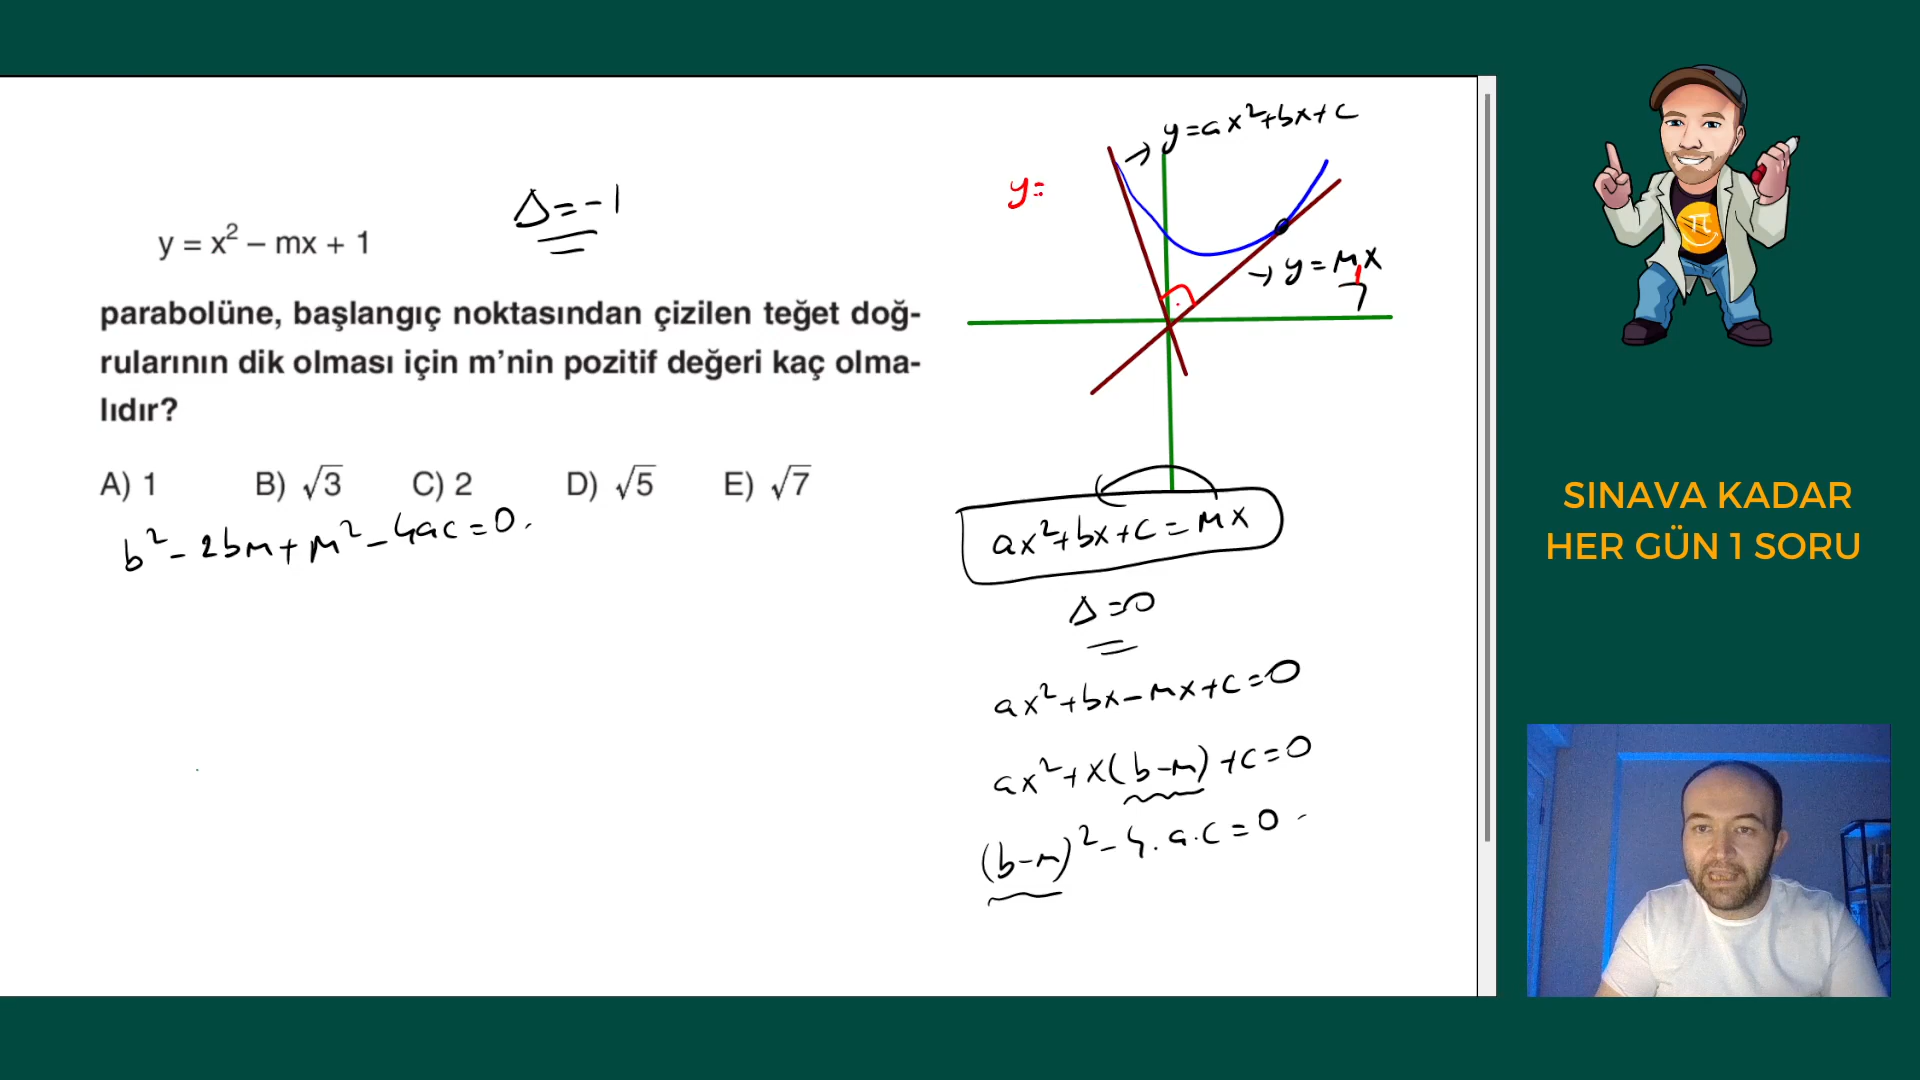 y = x² – mx + 1
Δ = -1
parabolüne, başlangıç noktasından çizilen teğet doğ-
rularının dik olması için m’nin pozitif değeri kaç olma-
lıdır?
A) 1 B) √3 C) 2 D) √5 E) √7
b² - 2bm + m² - 4ac = 0.
y=
→ y = ax² + bx + c
→ y = m₁x
ax² + bx + c = mx
Δ = 0
ax² + bx - mx + c = 0
ax² + x(b-m) + c = 0
(b-m)² - 4.a.c = 0
π
SINAVA KADAR
HER GÜN 1 SORU